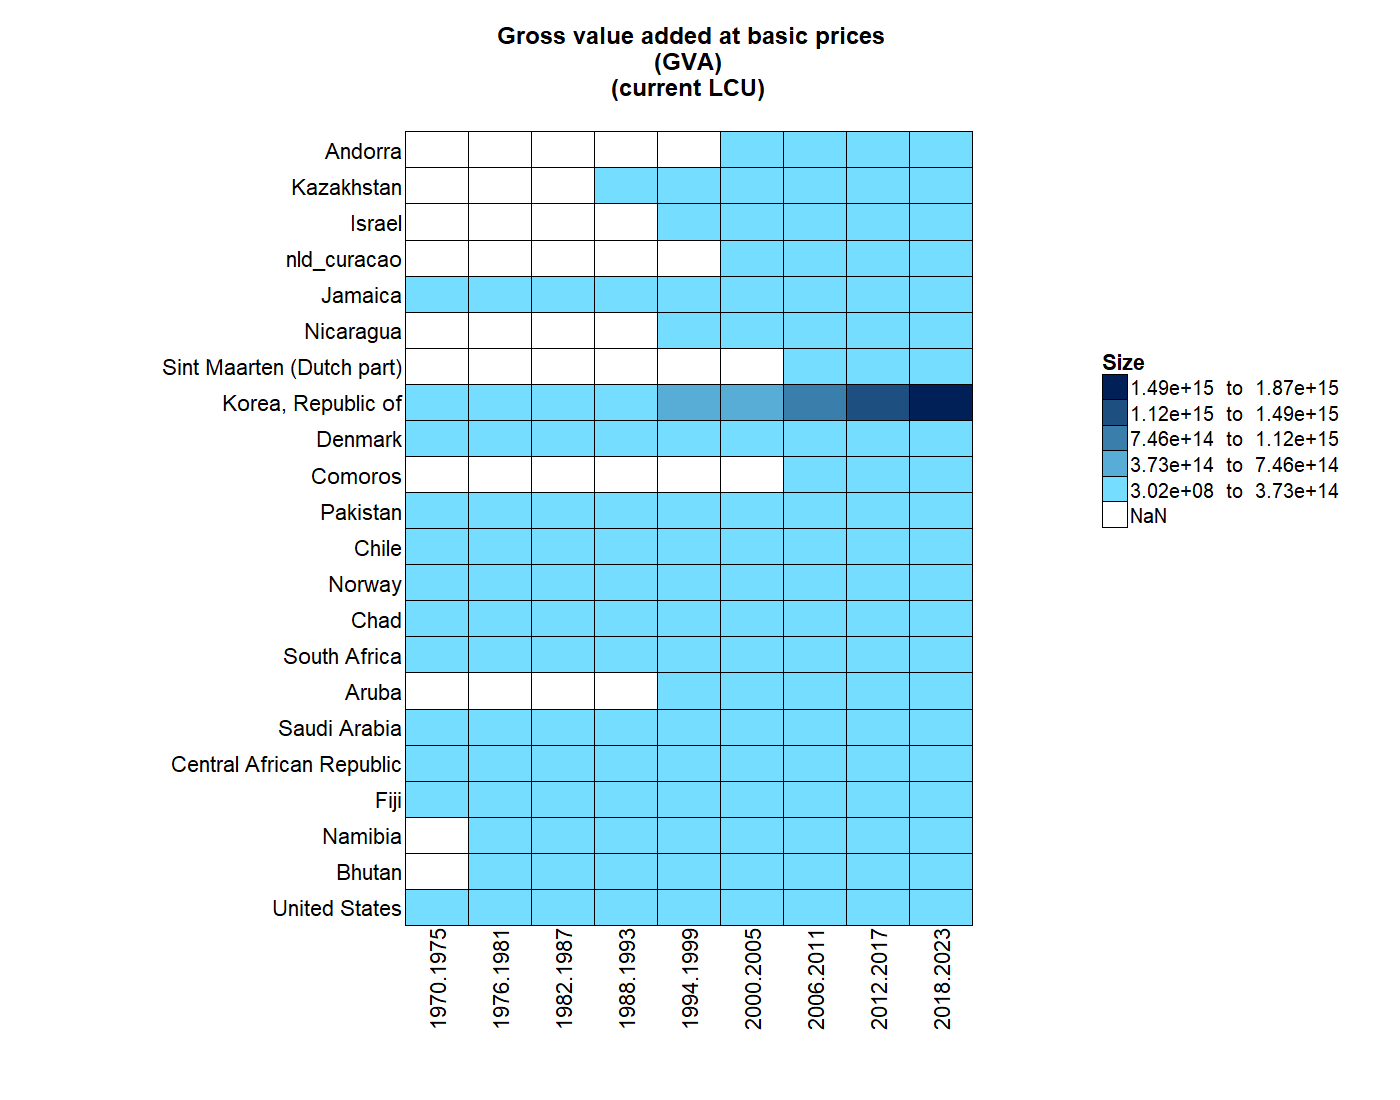 Gross value added at basic prices
(GVA)
(current LCU)
Andorra
Kazakhstan
Israel
nld_curacao
Jamaica
Nicaragua
Sint Maarten (Dutch part)
Korea, Republic of
Denmark
Comoros
Pakistan
Chile
Norway
Chad
South Africa
Aruba
Saudi Arabia
Central African Republic
Fiji
Namibia
Bhutan
United States
1970.1975
1976.1981
1982.1987
1988.1993
1994.1999
2000.2005
2006.2011
2012.2017
2018.2023
Size
1.49e+15 to 1.87e+15
1.12e+15 to 1.49e+15
7.46e+14 to 1.12e+15
3.73e+14 to 7.46e+14
3.02e+08 to 3.73e+14
NaN